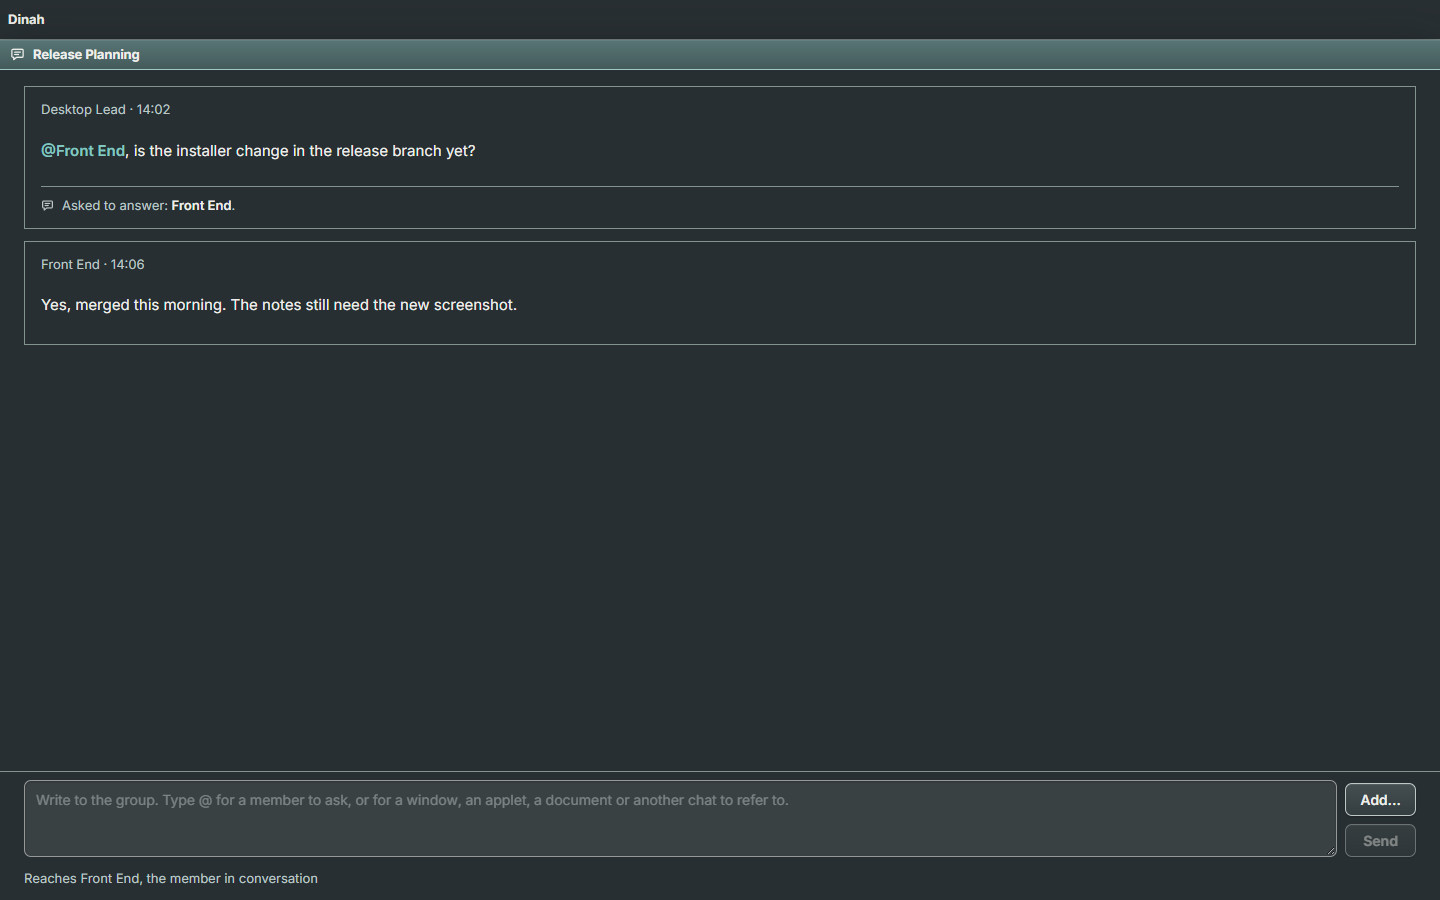 Dinah
Release Planning
Desktop Lead · 14:02
@Front End, is the installer change in the release branch yet?
Asked to answer: Front End.
Front End · 14:06
Yes, merged this morning. The notes still need the new screenshot.
Write to the group. Type @ for a member to ask, or for a window, an applet, a document or another chat to refer to.
Add...
Send
Reaches Front End, the member in conversation